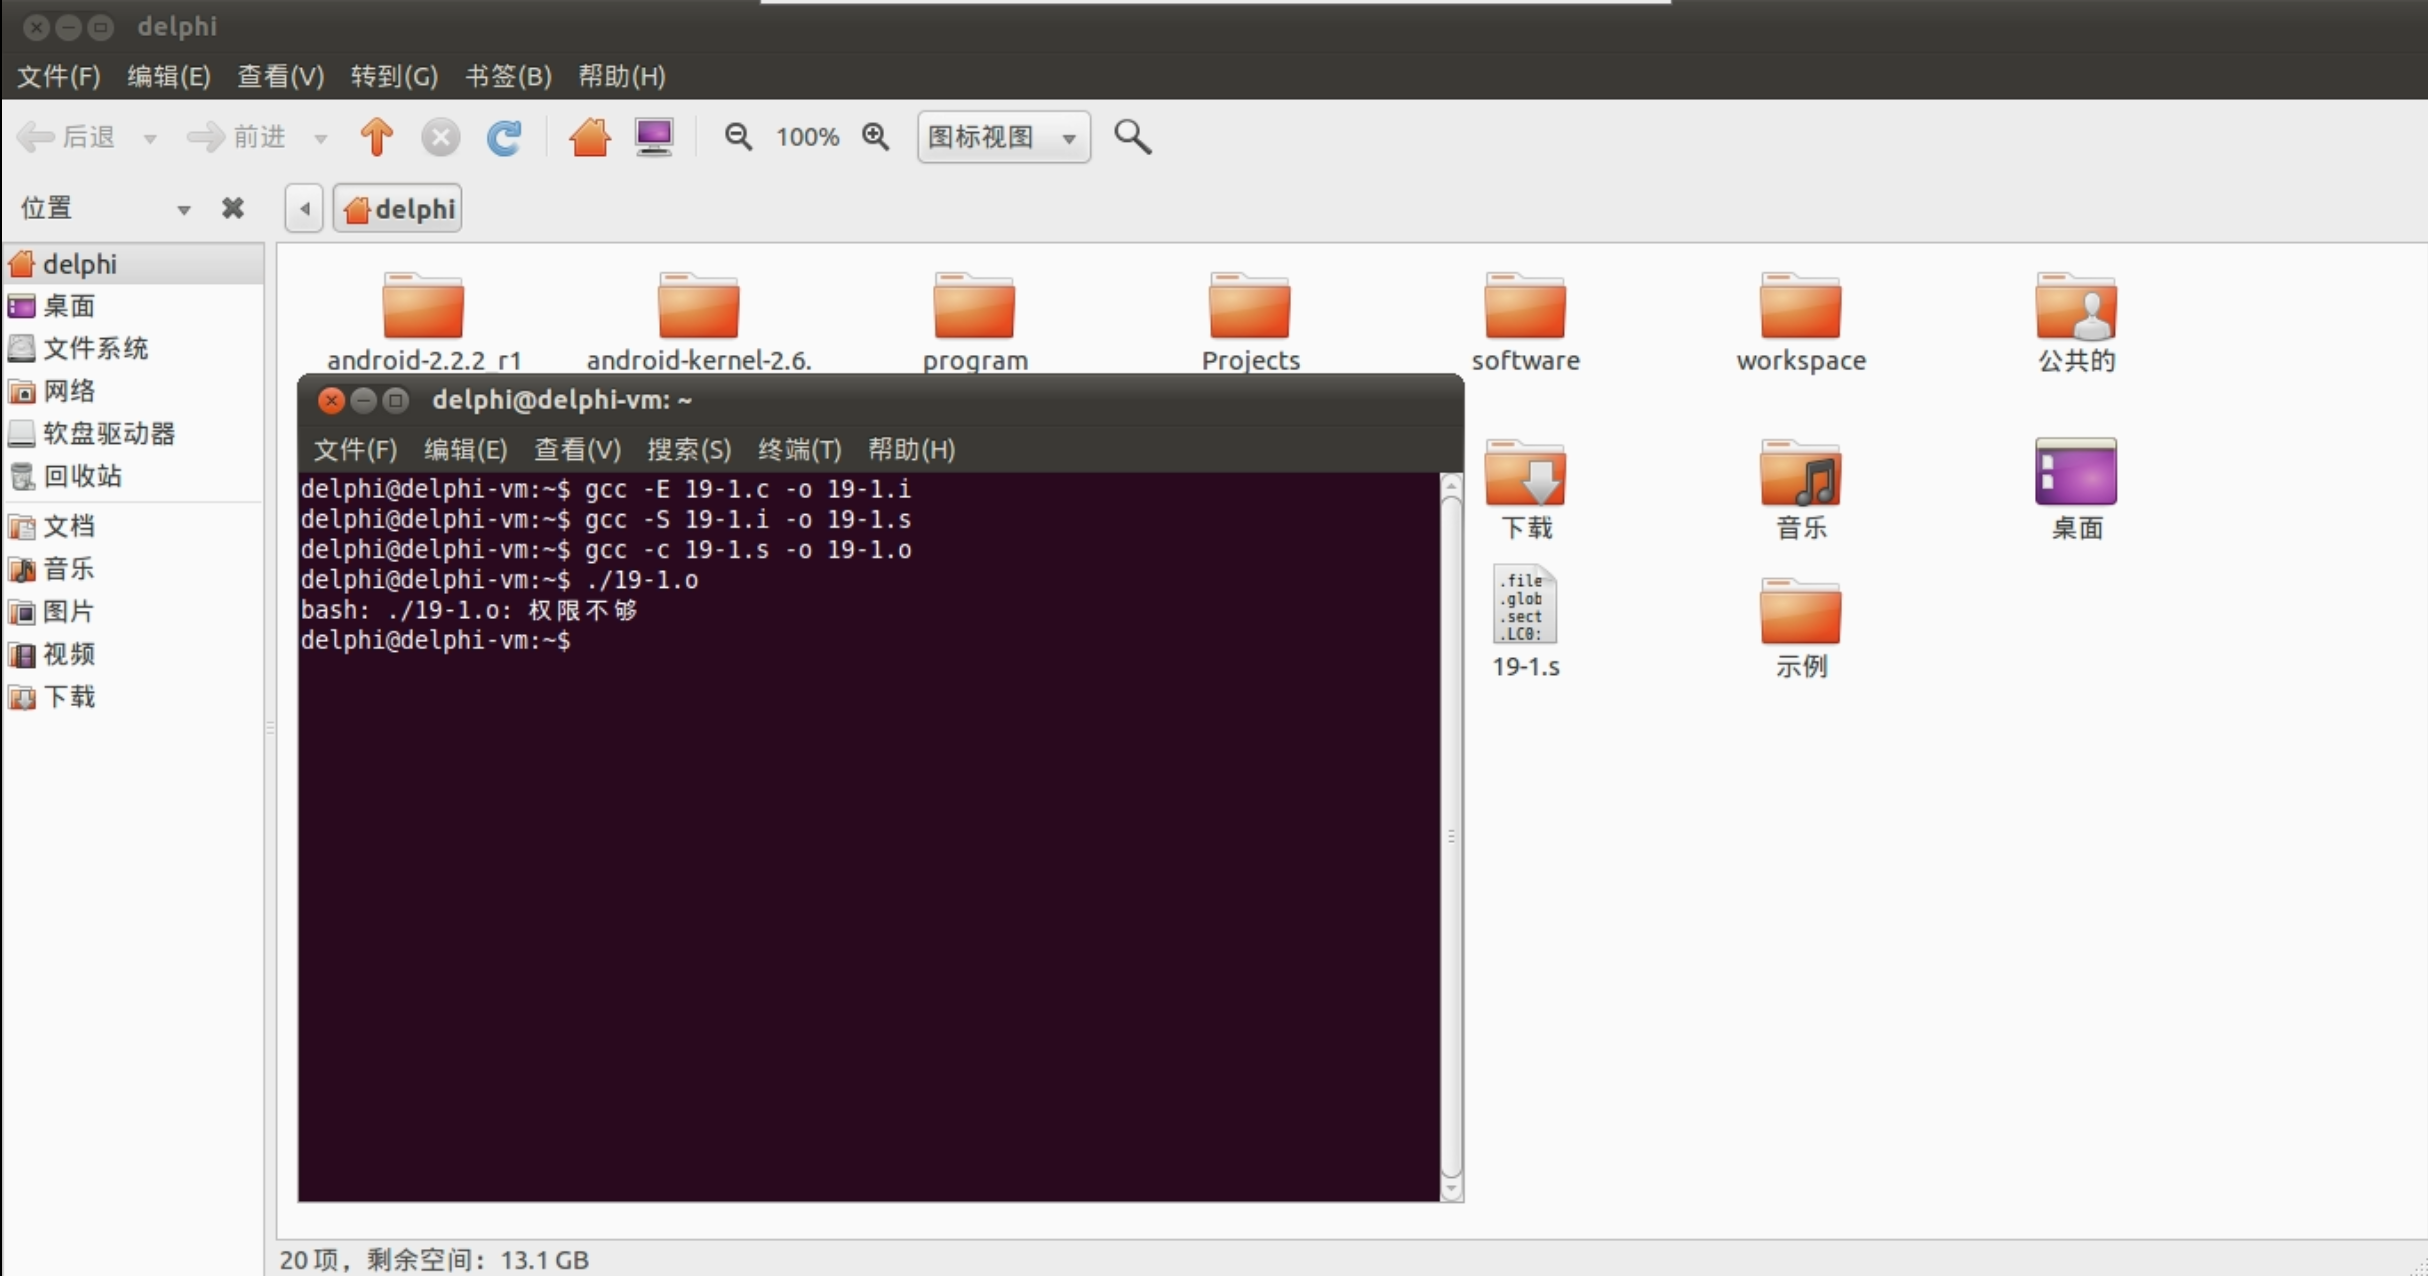 delphi
文件(F) 编辑(E) 查看(V) 转到(G) 书签(B) 帮助(H)
后退 前进 100% 图标视图
位置 delphi
delphi
桌面
文件系统
网络
软盘驱动器
回收站
文档
音乐
图片
视频
下载
android-2.2.2_r1 android-kernel-2.6. program Projects software workspace 公共的
delphi@delphi-vm: ~
文件(F) 编辑(E) 查看(V) 搜索(S) 终端(T) 帮助(H)
delphi@delphi-vm:~$ gcc -E 19-1.c -o 19-1.i
delphi@delphi-vm:~$ gcc -S 19-1.i -o 19-1.s
delphi@delphi-vm:~$ gcc -c 19-1.s -o 19-1.o
delphi@delphi-vm:~$ ./19-1.o
bash: ./19-1.o: 权限不够
delphi@delphi-vm:~$
下载 音乐 桌面
.file
.glob
.sect
.LC0:
19-1.s 示例
20 项，剩余空间：13.1 GB